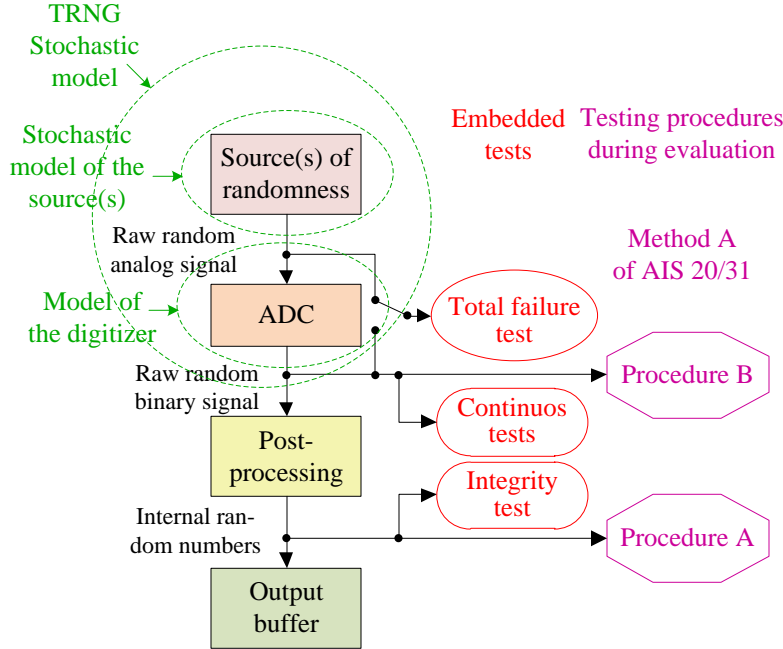 TRNG
Stochastic
model
Embedded
tests
Testing procedures
during evaluation
Stochastic
model of the
source(s)
Source(s) of
randomness
Raw random
analog signal
Method A
of AIS 20/31
Model of
the digitizer
ADC
Total failure
test
Raw random
binary signal
Procedure B
Continuos
tests
Post-
processing
Integrity
test
Internal ran-
dom numbers
Procedure A
Output
buffer